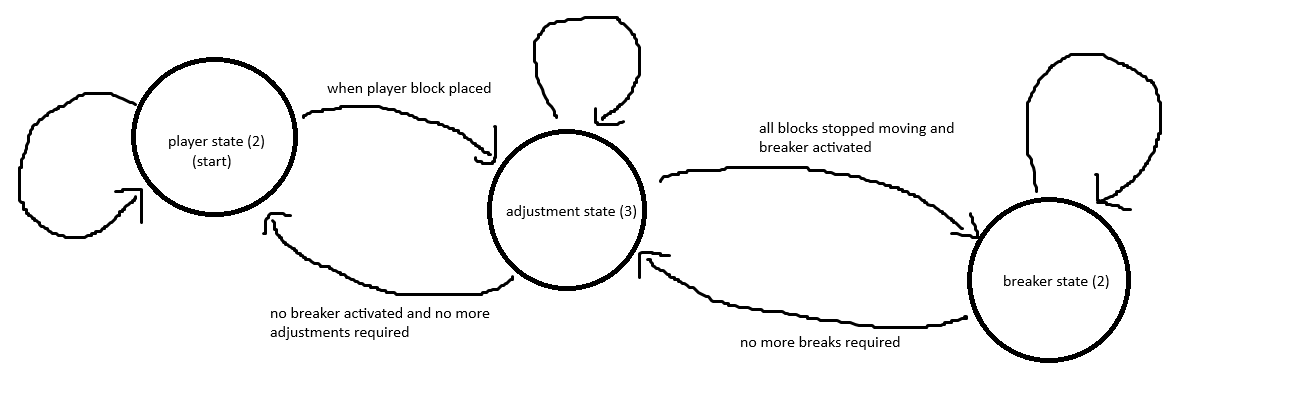 when player block placed
player state (2)
(start)
all blocks stopped moving and
breaker activated
adjustment state (3)
breaker state (2)
no breaker activated and no more
adjustments required
no more breaks required